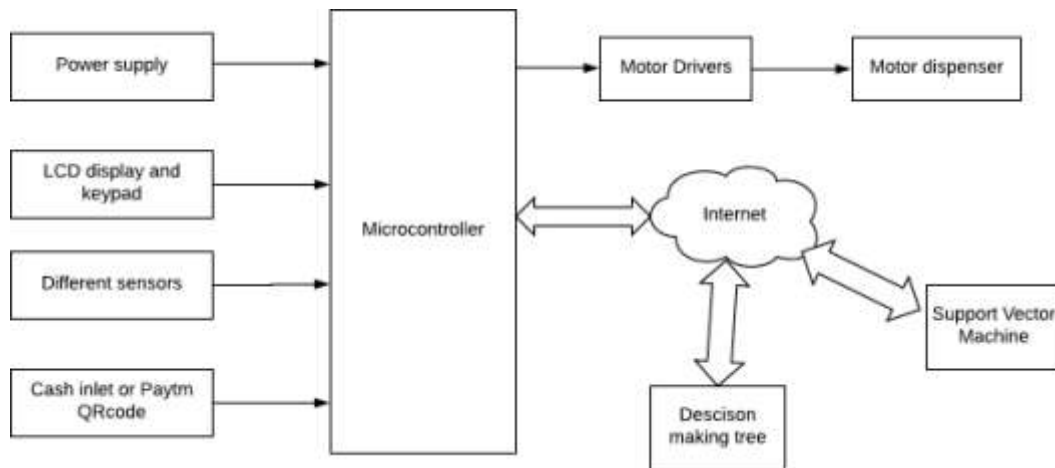 Power supply
Motor Drivers
Motor dispenser
LCD display and
keypad
Microcontroller
Internet
Different sensors
Support Vector
Machine
Cash inlet or Paytm
QRcode
Descison
making tree